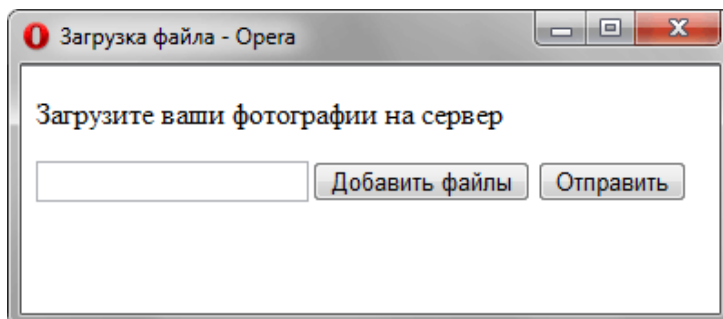 Загрузка файла - Opera
Загрузите ваши фотографии на сервер
Добавить файлы Отправить